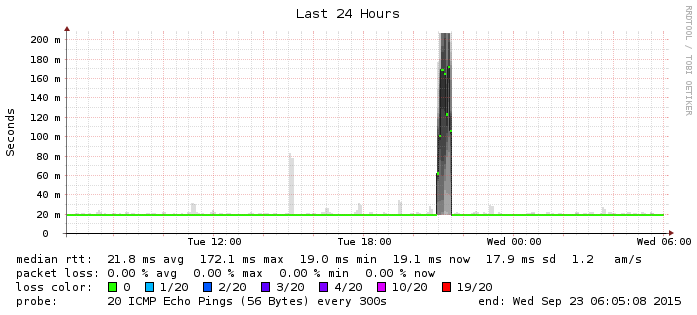 Last 24 Hours
RRDTOOL / TOBI OETIKER
Seconds
200 m
180 m
160 m
140 m
120 m
100 m
80 m
60 m
40 m
20 m
0
Tue 12:00 Tue 18:00 Wed 00:00 Wed 06:00
median rtt: 21.8 ms avg 172.1 ms max 19.0 ms min 19.1 ms now 17.9 ms sd 1.2 am/s
packet loss: 0.00 % avg 0.00 % max 0.00 % min 0.00 % now
loss color: 0 1/20 2/20 3/20 4/20 10/20 19/20
probe: 20 ICMP Echo Pings (56 Bytes) every 300s end: Wed Sep 23 06:05:08 2015